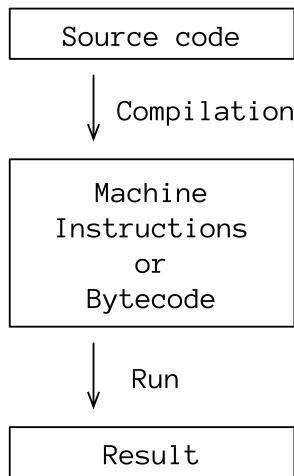 Source code
Compilation
Machine
Instructions
or
Bytecode
Run
Result